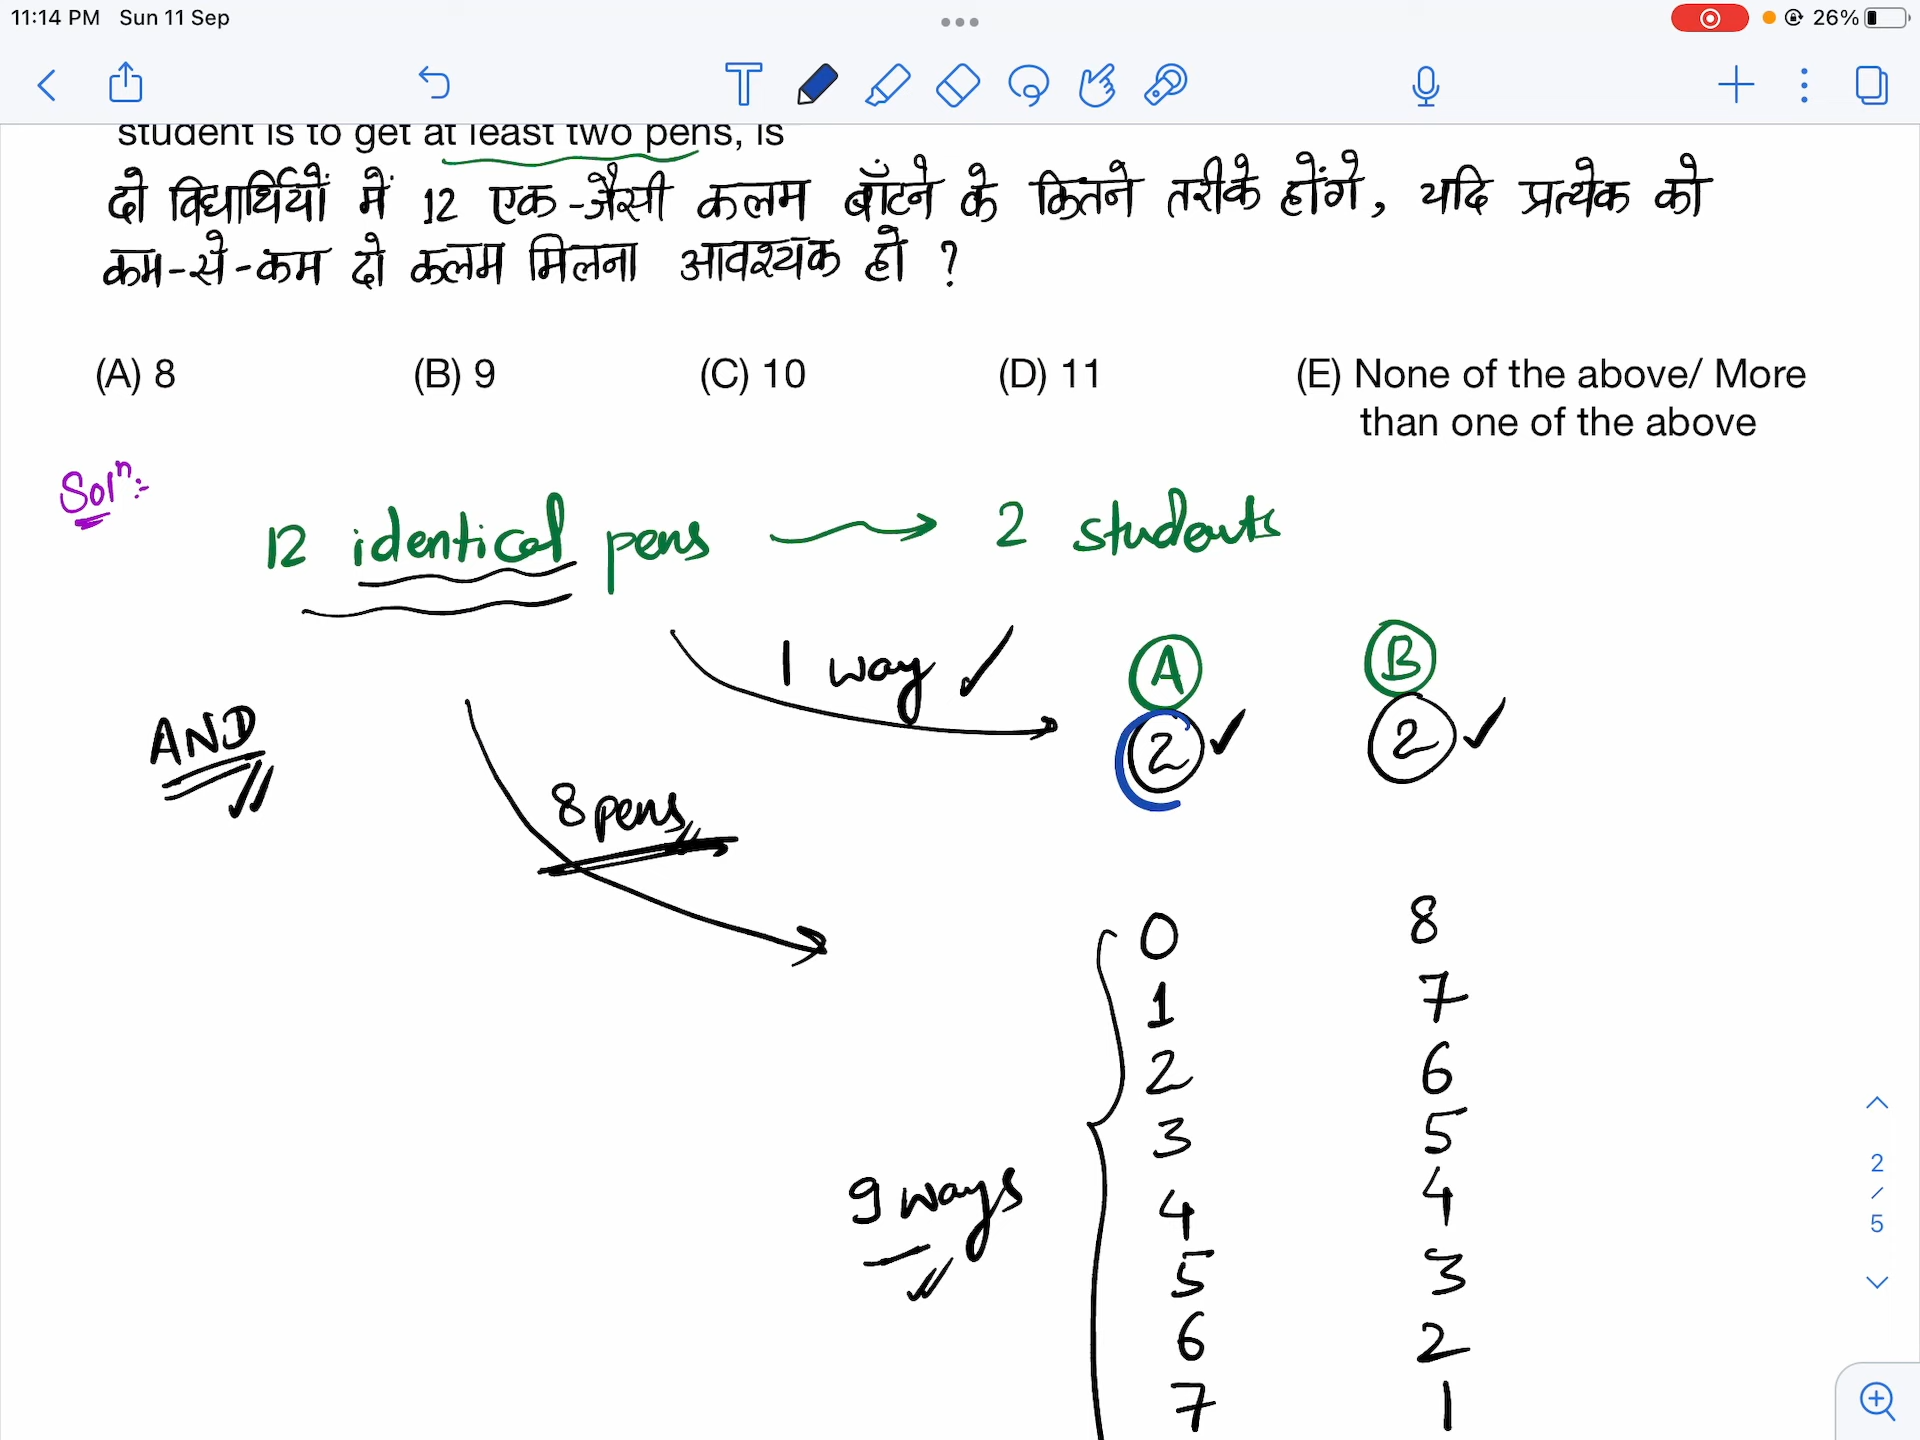 11:14 PM Sun 11 Sep
26%
T
student is to get at least two pens, is
दो विद्यार्थियों में 12 एक-जैसी कलम बाँटने के कितने तरीके होंगे, यदि प्रत्येक को
कम-से-कम दो कलम मिलना आवश्यक हो ?
(A) 8 (B) 9 (C) 10 (D) 11 (E) None of the above/ More
than one of the above
Solⁿ:-
12 identical pens → 2 students
1 way ✓ A B
AND 2 ✓ 2 ✓
8 pens
0 8
1 7
2 6
3 5
9 ways 4 4
5 3
6 2
7 1
2
/
5